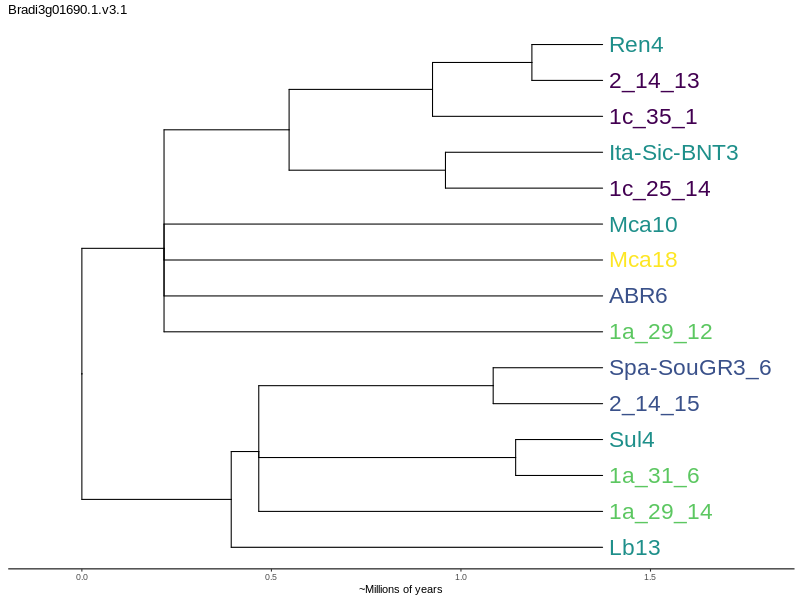 Bradi3g01690.1.v3.1
Ren4
2_14_13
1c_35_1
Ita-Sic-BNT3
1c_25_14
Mca10
Mca18
ABR6
1a_29_12
Spa-SouGR3_6
2_14_15
Sul4
1a_31_6
1a_29_14
Lb13
0.0 0.5 1.0 1.5
~Millions of years